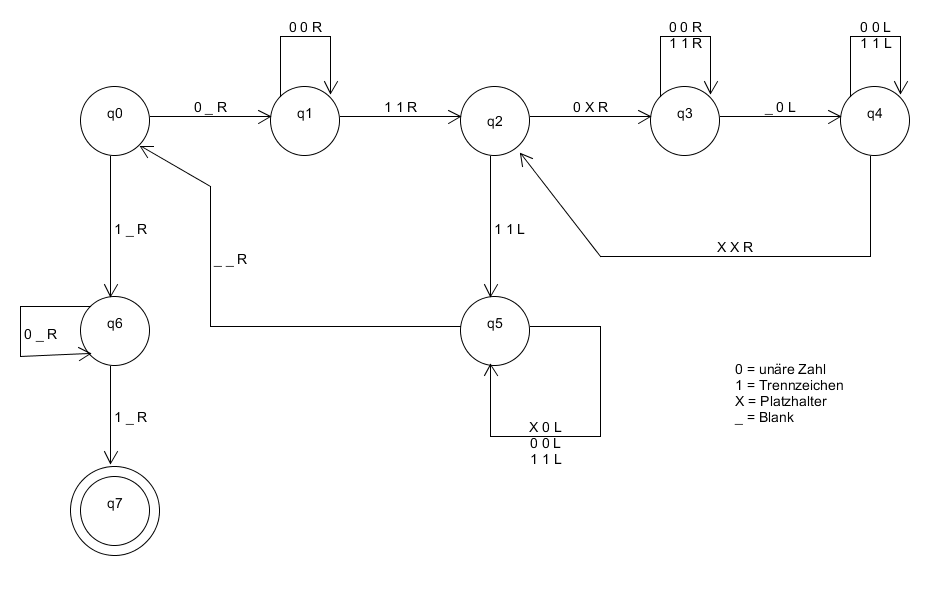 0 0 R
0 0 R
1 1 R
0 0 L
1 1 L
q0
0 _ R
q1
1 1 R
q2
0 X R
q3
_ 0 L
q4
1 _ R
1 1 L
X X R
_ _ R
q6
0 _ R
q5
0 = unäre Zahl
1 = Trennzeichen
X = Platzhalter
_ = Blank
1 _ R
X 0 L
0 0 L
1 1 L
q7